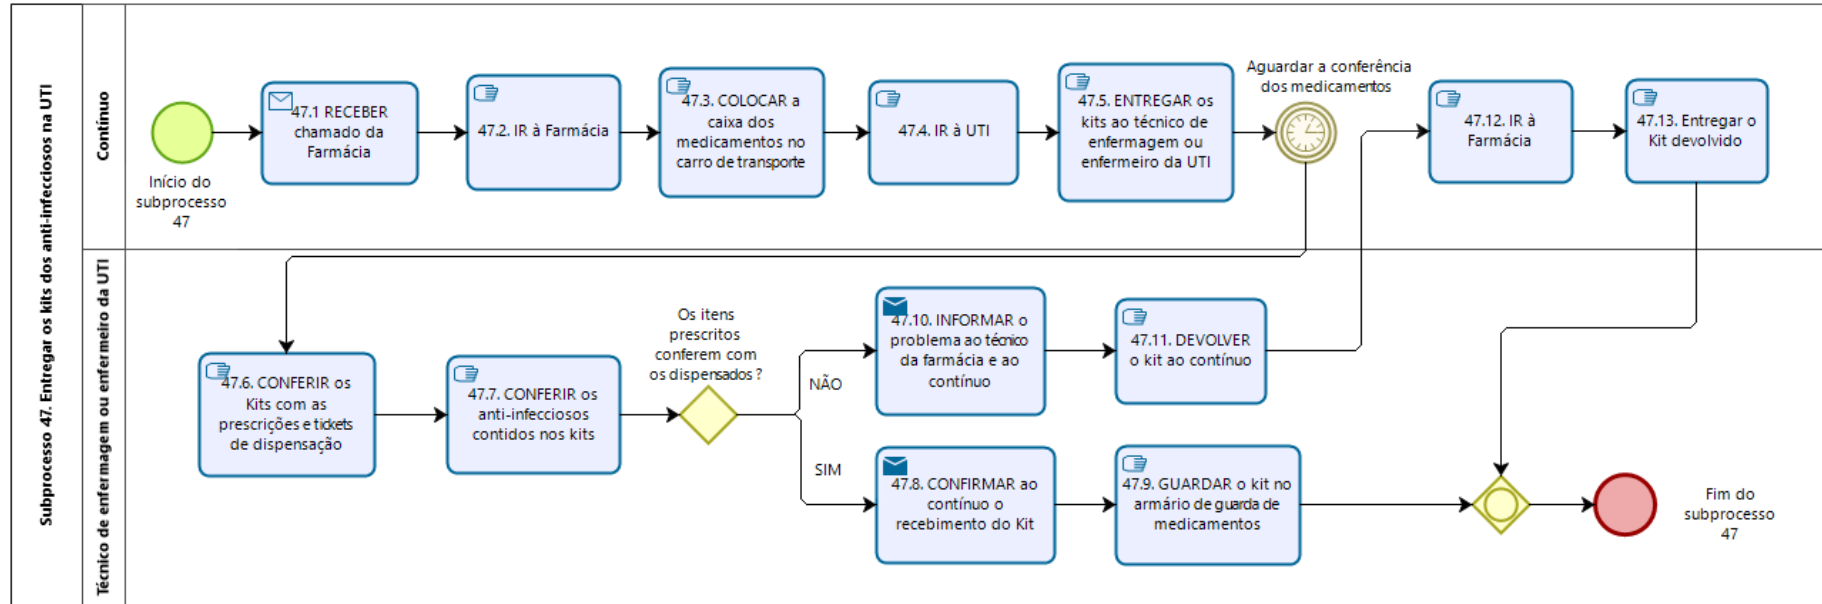 Subprocesso 47. Entregar os kits dos anti-infecciosos na UTI
Contínuo
Início do
subprocesso
47
47.1 RECEBER
chamado da
Farmácia
47.2. IR à Farmácia
47.3. COLOCAR a
caixa dos
medicamentos no
carro de transporte
47.4. IR à UTI
47.5. ENTREGAR os
kits ao técnico de
enfermagem ou
enfermeiro da UTI
Aguardar a conferência
dos medicamentos
47.12. IR à
Farmácia
47.13. Entregar o
Kit devolvido
Técnico de enfermagem ou enfermeiro da UTI
47.6. CONFERIR os
Kits com as
prescrições e tickets
de dispensação
47.7. CONFERIR os
anti-infecciosos
contidos nos kits
Os itens
prescritos
conferem com
os dispensados ?
NÃO
47.10. INFORMAR o
problema ao técnico
da farmácia e ao
contínuo
47.11. DEVOLVER
o kit ao contínuo
SIM
47.8. CONFIRMAR ao
contínuo o
recebimento do Kit
47.9. GUARDAR o kit no
armário de guarda de
medicamentos
Fim do
subprocesso
47